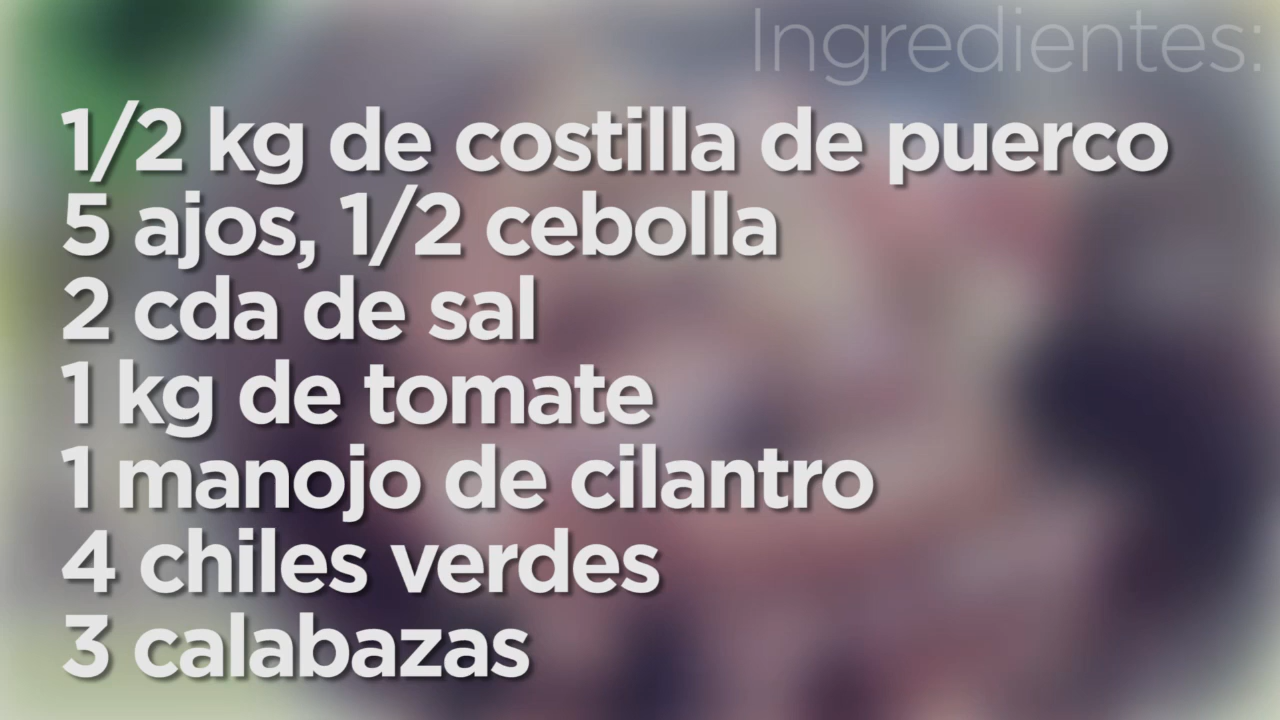 Ingredientes:
1/2 kg de costilla de puerco
5 ajos, 1/2 cebolla
2 cda de sal
1 kg de tomate
1 manojo de cilantro
4 chiles verdes
3 calabazas